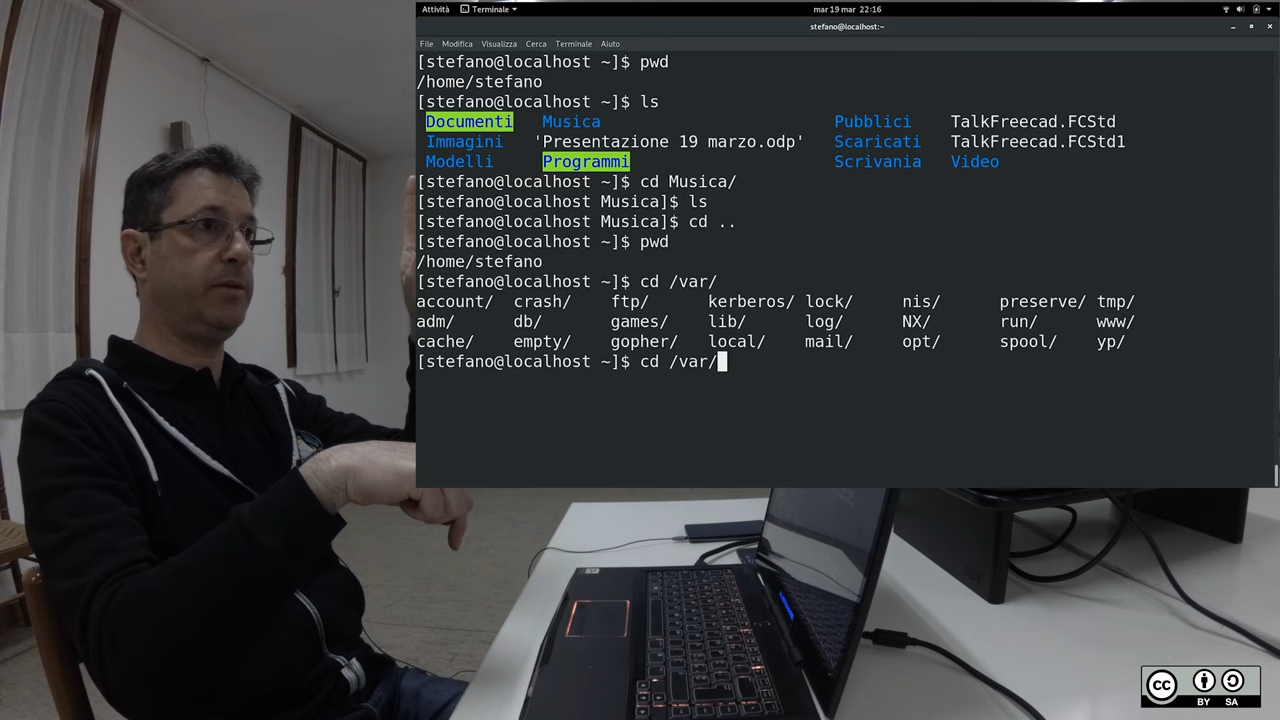 Attività Terminale mar 19 mar 22:16
stefano@localhost:~
File Modifica Visualizza Cerca Terminale Aiuto
[stefano@localhost ~]$ pwd
/home/stefano
[stefano@localhost ~]$ ls
Documenti Musica Pubblici TalkFreecad.FCStd
Immagini 'Presentazione 19 marzo.odp' Scaricati TalkFreecad.FCStd1
Modelli Programmi Scrivania Video
[stefano@localhost ~]$ cd Musica/
[stefano@localhost Musica]$ ls
[stefano@localhost Musica]$ cd ..
[stefano@localhost ~]$ pwd
/home/stefano
[stefano@localhost ~]$ cd /var/
account/ crash/ ftp/ kerberos/ lock/ nis/ preserve/ tmp/
adm/ db/ games/ lib/ log/ NX/ run/ www/
cache/ empty/ gopher/ local/ mail/ opt/ spool/ yp/
[stefano@localhost ~]$ cd /var/
cc BY SA